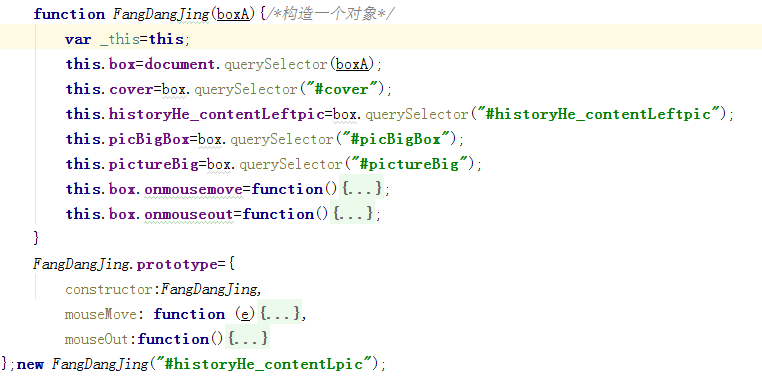 function FangDangJing(boxA){/*构造一个对象*/
var _this=this;
this.box=document.querySelector(boxA);
this.cover=box.querySelector("#cover");
this.historyHe_contentLeftpic=box.querySelector("#historyHe_contentLeftpic");
this.picBigBox=box.querySelector("#picBigBox");
this.pictureBig=box.querySelector("#pictureBig");
this.box.onmousemove=function(){...};
this.box.onmouseout=function(){...};
}
FangDangJing.prototype={
constructor:FangDangJing,
mouseMove: function (e){...},
mouseOut:function(){...}
};new FangDangJing("#historyHe_contentLpic");